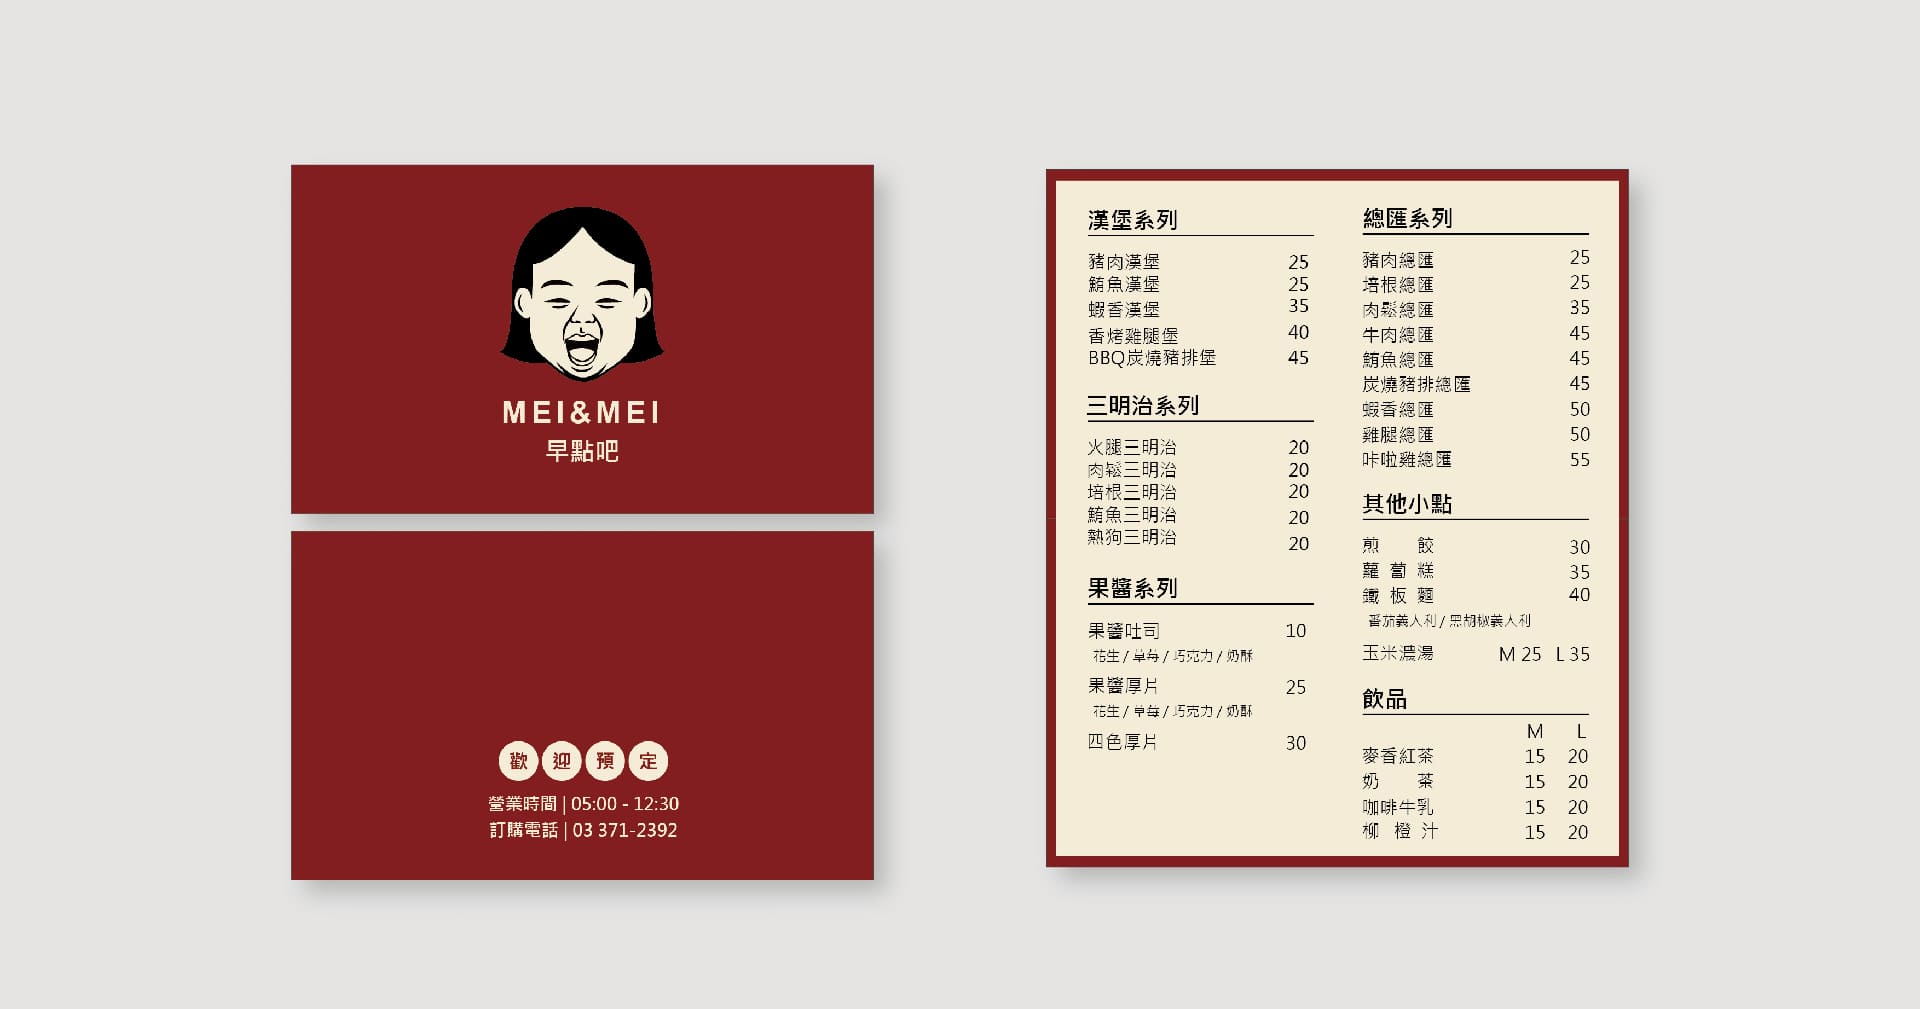 MEI&MEI
早點吧
歡迎預定
營業時間 | 05:00 - 12:30
訂購電話 | 03 371-2392
漢堡系列
豬肉漢堡 25
鮪魚漢堡 25
蝦香漢堡 35
香烤雞腿堡 40
BBQ炭燒豬排堡 45
三明治系列
火腿三明治 20
肉鬆三明治 20
培根三明治 20
鮪魚三明治 20
熱狗三明治 20
果醬系列
果醬吐司 10
花生 / 草莓 / 巧克力 / 奶酥
果醬厚片 25
花生 / 草莓 / 巧克力 / 奶酥
四色厚片 30
總匯系列
豬肉總匯 25
培根總匯 25
肉鬆總匯 35
牛肉總匯 45
鮪魚總匯 45
炭燒豬排總匯 45
蝦香總匯 50
雞腿總匯 50
咔啦雞總匯 55
其他小點
煎餃 30
蘿蔔糕 35
鐵板麵 40
番茄義大利 / 黑胡椒義大利
玉米濃湯 M 25 L 35
飲品
M L
麥香紅茶 15 20
奶茶 15 20
咖啡牛乳 15 20
柳橙汁 15 20